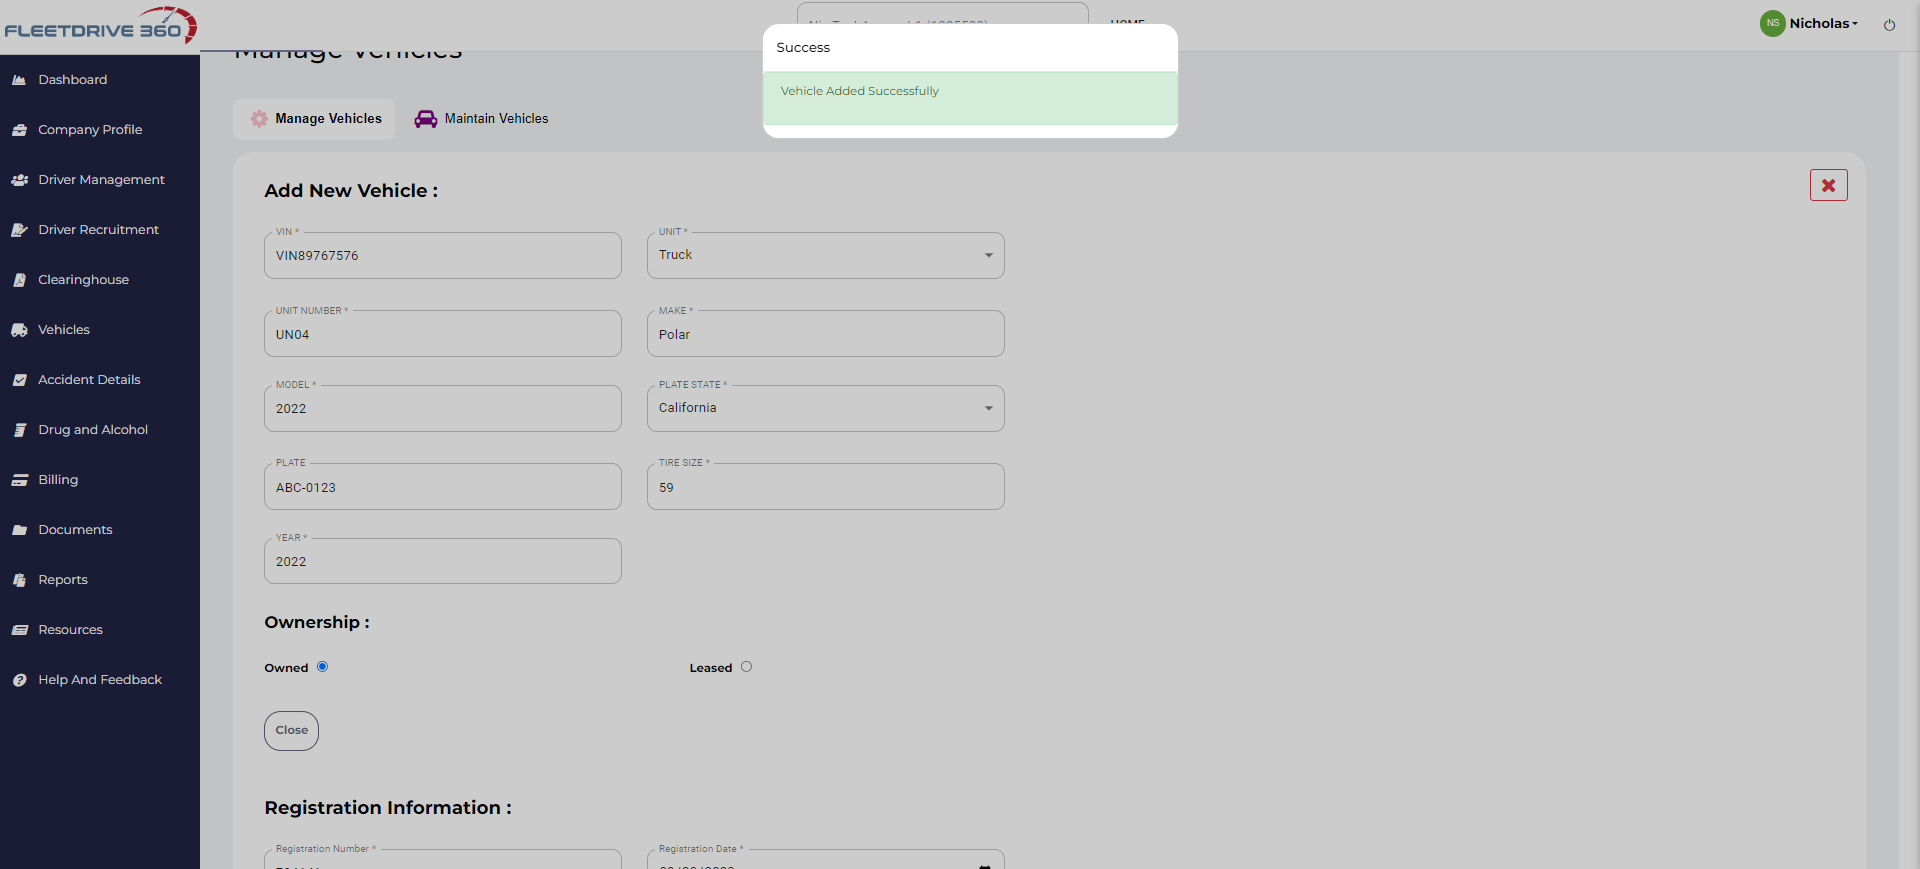 FLEETDRIVE 360
HOME
NS
Nicholas
Success
Vehicle Added Successfully
Manage Vehicles
Dashboard
Company Profile
Driver Management
Driver Recruitment
Clearinghouse
Vehicles
Accident Details
Drug and Alcohol
Billing
Documents
Reports
Resources
Help And Feedback
Manage Vehicles
Maintain Vehicles
Add New Vehicle :
VIN *
VIN89767576
UNIT *
Truck
UNIT NUMBER *
UN04
MAKE *
Polar
MODEL *
2022
PLATE STATE *
California
PLATE
ABC-0123
TIRE SIZE *
59
YEAR *
2022
Ownership :
Owned
Leased
Close
Registration Information :
Registration Number *
Registration Date *